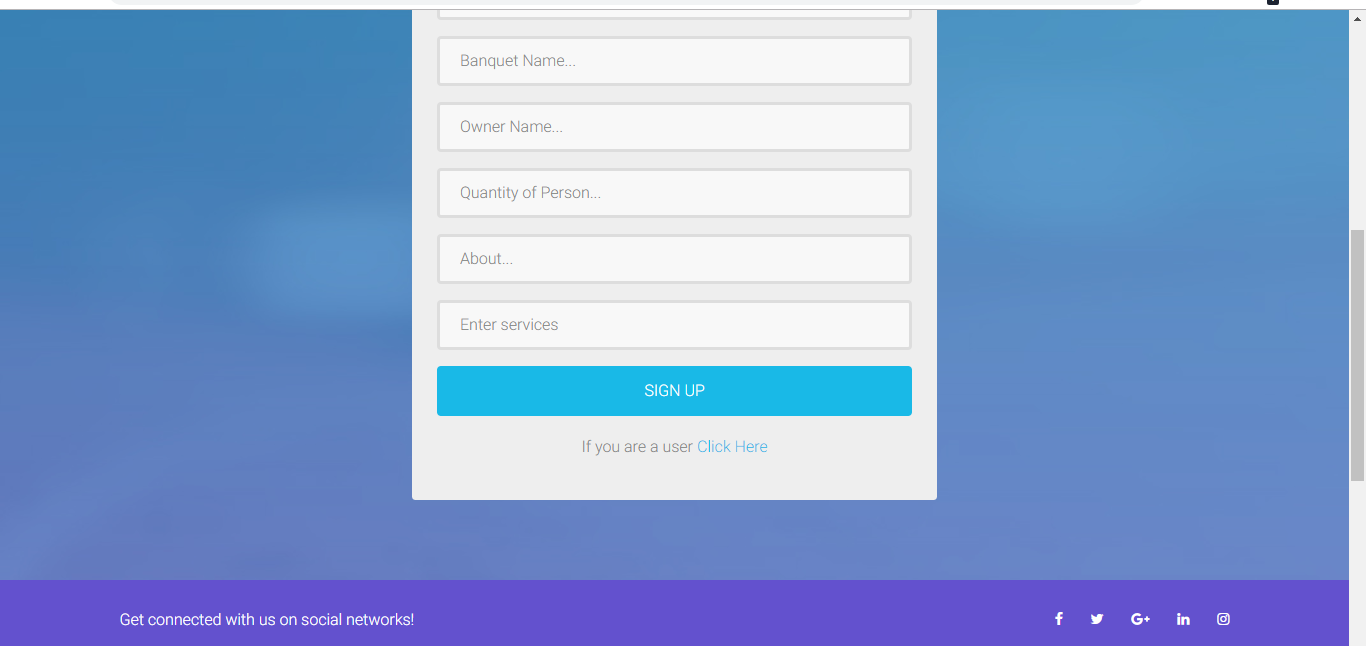 Banquet Name...
Owner Name...
Quantity of Person...
About...
Enter services
SIGN UP
If you are a user Click Here
Get connected with us on social networks!